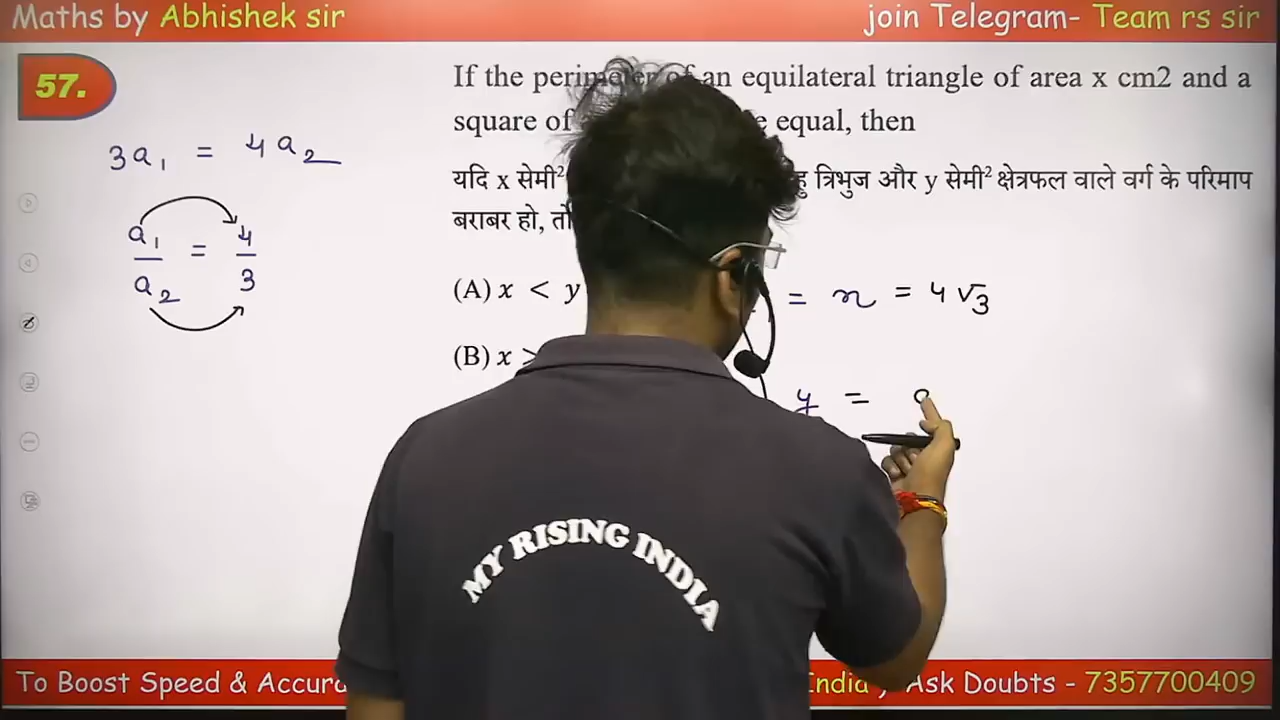 Maths by Abhishek sir
join Telegram- Team rs sir
57.
If the perimeter of an equilateral triangle of area x cm2 and a
square of e equal, then
यदि x सेमी² त्रिभुज और y सेमी² क्षेत्रफल वाले वर्ग के परिमाप
बराबर हो, तो
(A) x < y
(B) x >
3a₁ = 4a₂
a₁/a₂ = 4/3
= x = 4√3
y =
MY RISING INDIA
To Boost Speed & Accura
India, Ask Doubts - 7357700409